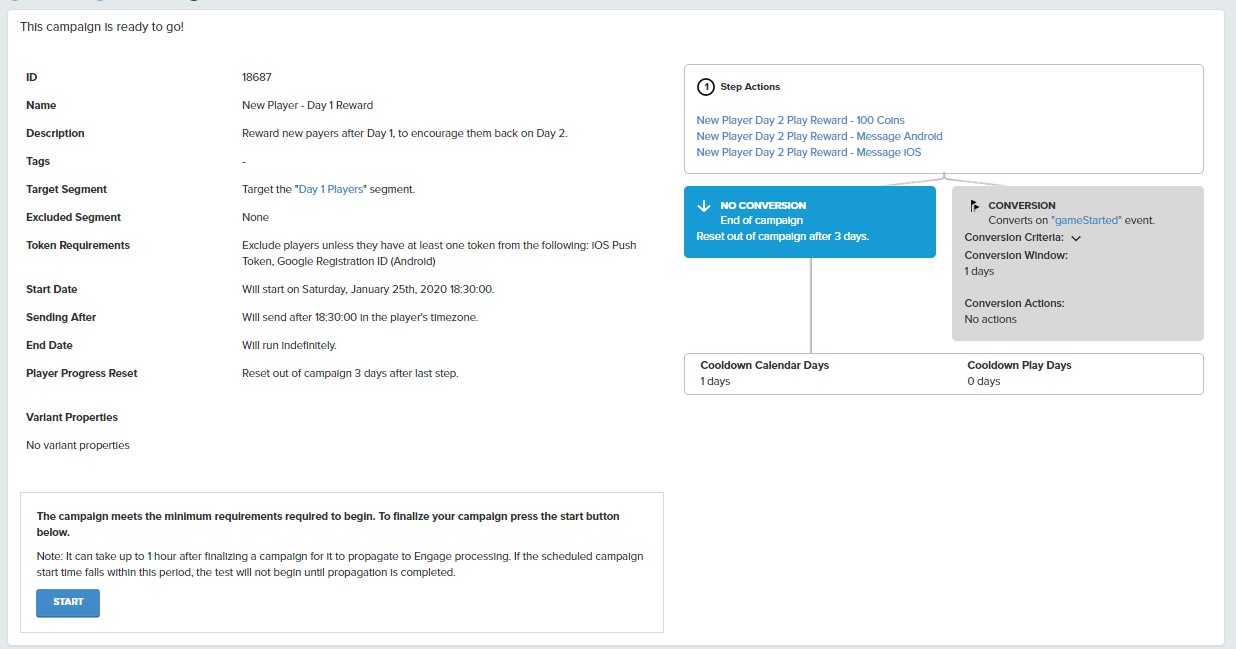 This campaign is ready to go!
ID 18687
Name New Player - Day 1 Reward
Description Reward new payers after Day 1, to encourage them back on Day 2.
Tags -
Target Segment Target the "Day 1 Players" segment.
Excluded Segment None
Token Requirements Exclude players unless they have at least one token from the following: iOS Push
Token, Google Registration ID (Android)
Start Date Will start on Saturday, January 25th, 2020 18:30:00.
Sending After Will send after 18:30:00 in the player's timezone.
End Date Will run indefinitely.
Player Progress Reset Reset out of campaign 3 days after last step.
Variant Properties
No variant properties
The campaign meets the minimum requirements required to begin. To finalize your campaign press the start button
below.
Note: It can take up to 1 hour after finalizing a campaign for it to propagate to Engage processing. If the scheduled campaign
start time falls within this period, the test will not begin until propagation is completed.
START
1 Step Actions
New Player Day 2 Play Reward - 100 Coins
New Player Day 2 Play Reward - Message Android
New Player Day 2 Play Reward - Message iOS
NO CONVERSION
End of campaign
Reset out of campaign after 3 days.
CONVERSION
Converts on "gameStarted" event.
Conversion Criteria:
Conversion Window:
1 days
Conversion Actions:
No actions
Cooldown Calendar Days
1 days
Cooldown Play Days
0 days